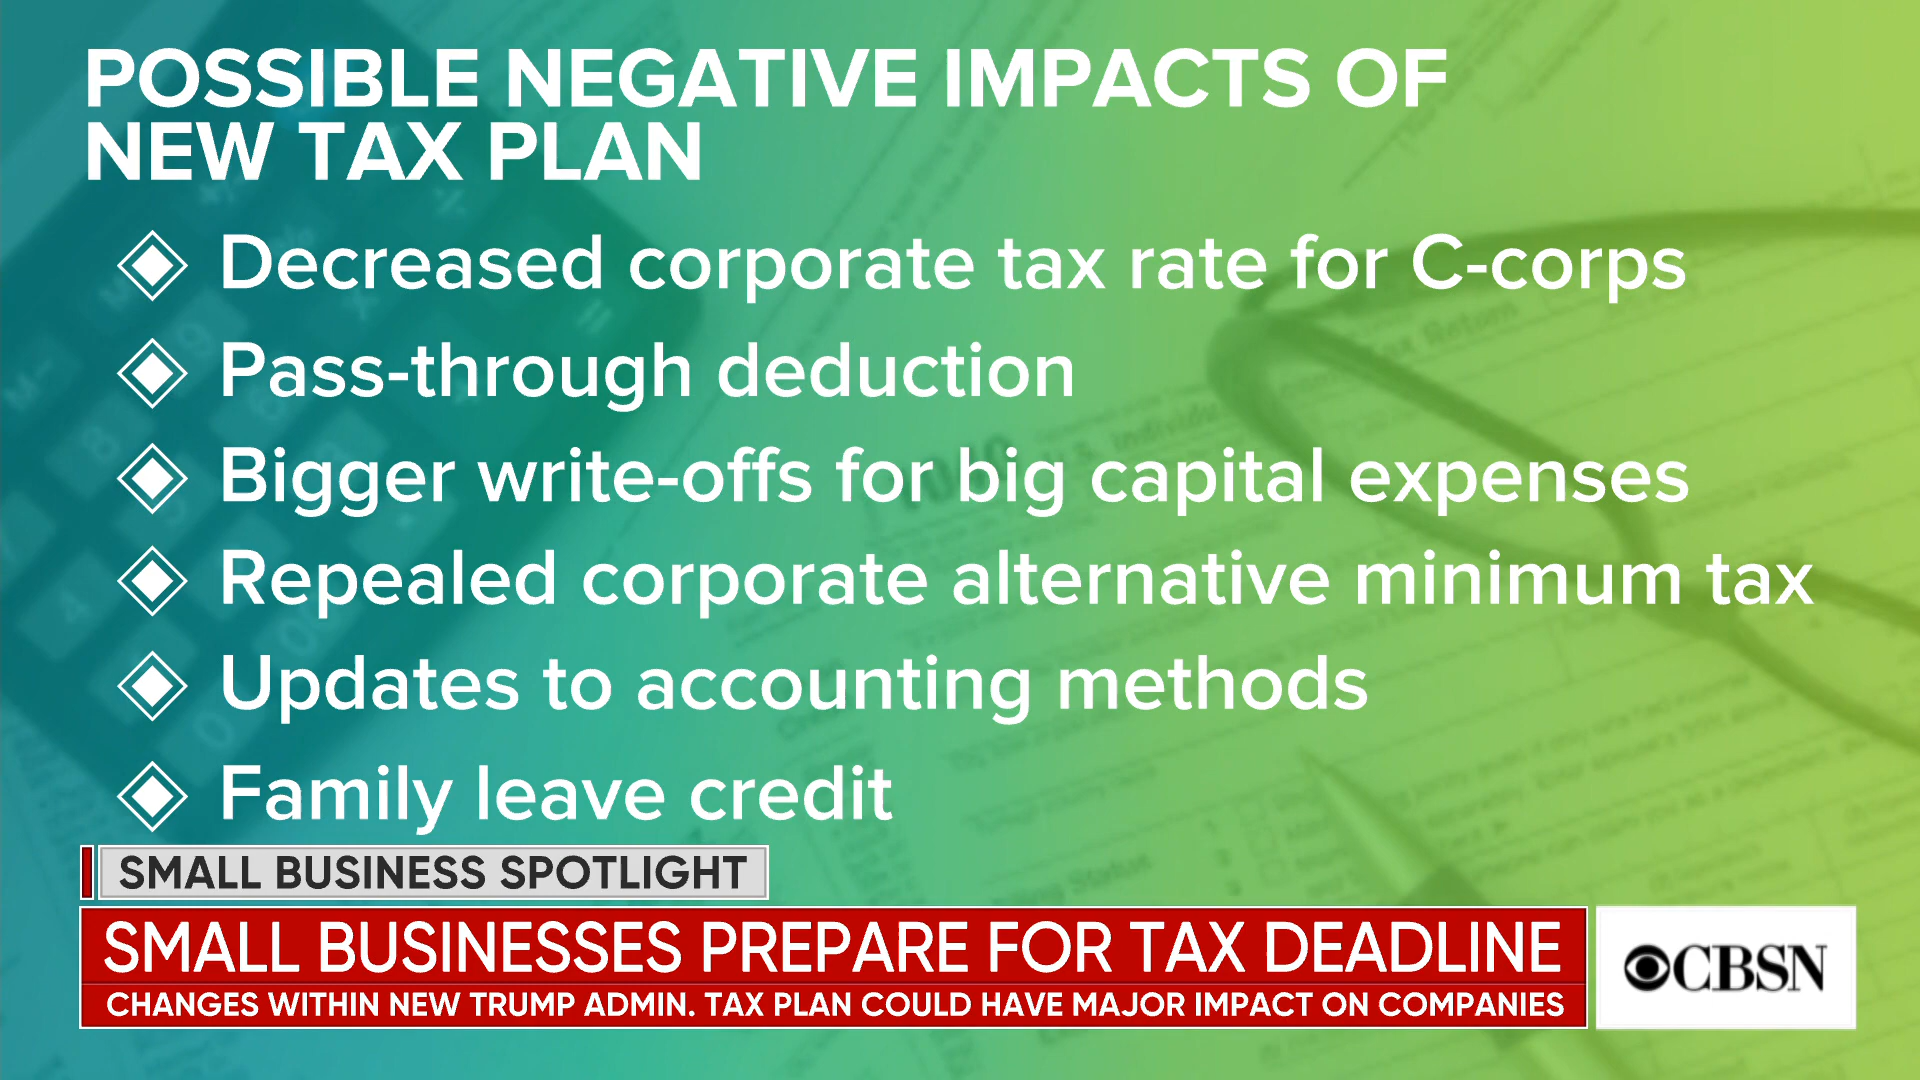 POSSIBLE NEGATIVE IMPACTS OF
NEW TAX PLAN
Decreased corporate tax rate for C-corps
Pass-through deduction
Bigger write-offs for big capital expenses
Repealed corporate alternative minimum tax
Updates to accounting methods
Family leave credit
SMALL BUSINESS SPOTLIGHT
SMALL BUSINESSES PREPARE FOR TAX DEADLINE
CHANGES WITHIN NEW TRUMP ADMIN. TAX PLAN COULD HAVE MAJOR IMPACT ON COMPANIES
CBSN